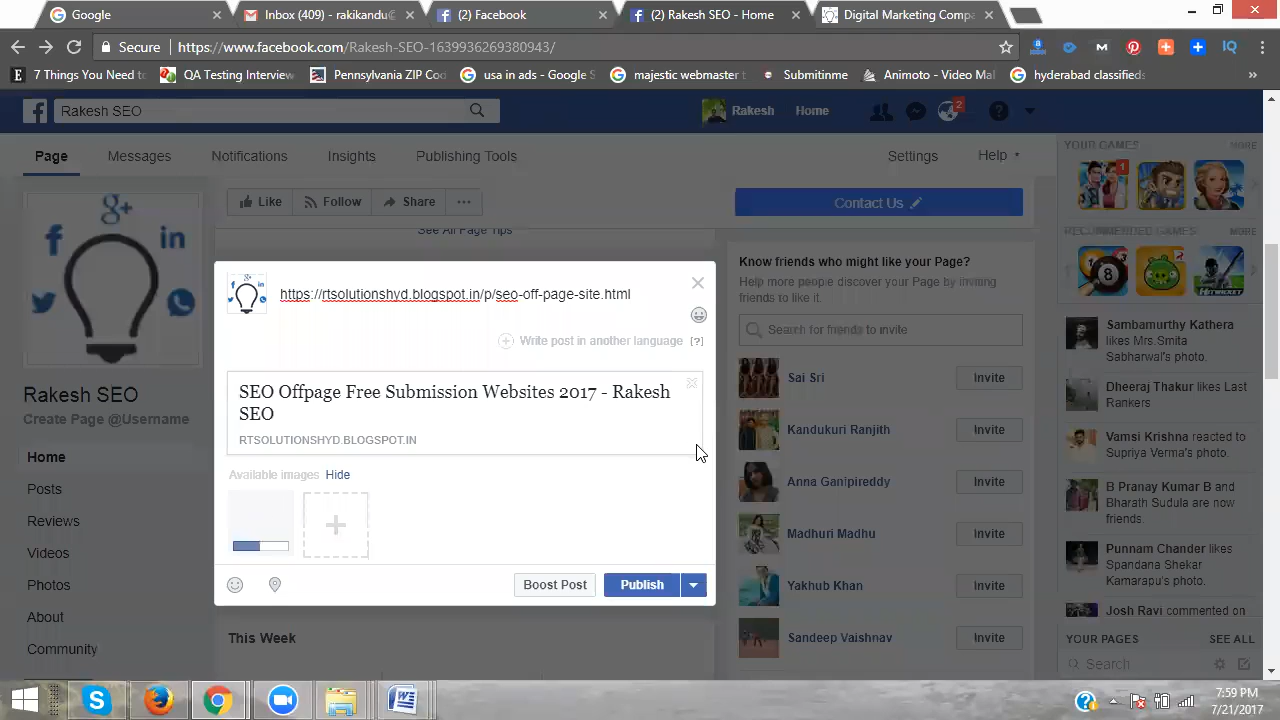 Google
Inbox (409) - rakikandu@
(2) Facebook
(2) Rakesh SEO - Home
Digital Marketing Compa
Secure
https://www.facebook.com/Rakesh-SEO-1639936269380943/
7 Things You Need to
QA Testing Interview
Pennsylvania ZIP Co
usa in ads - Google S
majestic webmaster t
Submitinme
Animoto - Video Mal
hyderabad classifieds
»
Rakesh SEO
Rakesh
Home
2
Page
Messages
Notifications
Insights
Publishing Tools
Settings
Help
Like
Follow
Share
...
Contact Us
See All Page Tips
https://rtsolutionshyd.blogspot.in/p/seo-off-page-site.html
Write post in another language [?]
SEO Offpage Free Submission Websites 2017 - Rakesh
SEO
RTSOLUTIONSHYD.BLOGSPOT.IN
Available images Hide
Boost Post
Publish
This Week
g+
f
in
Rakesh SEO
Create Page @Username
Home
Posts
Reviews
Videos
Photos
About
Community
Know friends who might like your Page?
Help more people discover your Page by inviting
friends to like it.
Search for friends to invite
Sai Sri
Invite
Kandukuri Ranjith
Invite
Anna Ganipireddy
Invite
Madhuri Madhu
Invite
Yakhub Khan
Invite
Sandeep Vaishnav
Invite
YOUR GAMES
MORE
1
RECOMMENDED GAMES
MORE
8
Sambamurthy Kathera
likes Mrs.Smita
Sabharwal's photo.
Dheeraj Thakur likes Last
Rankers.
Vamsi Krishna reacted to
Supriya Verma's photo.
B Pranay Kumar B and
Bharath Sudula are now
friends.
Punnam Chander likes
Spandana Shekar
Kamarapu's photo.
Josh Ravi commented on
YOUR PAGES
SEE ALL
Search
7:59 PM
7/21/2017